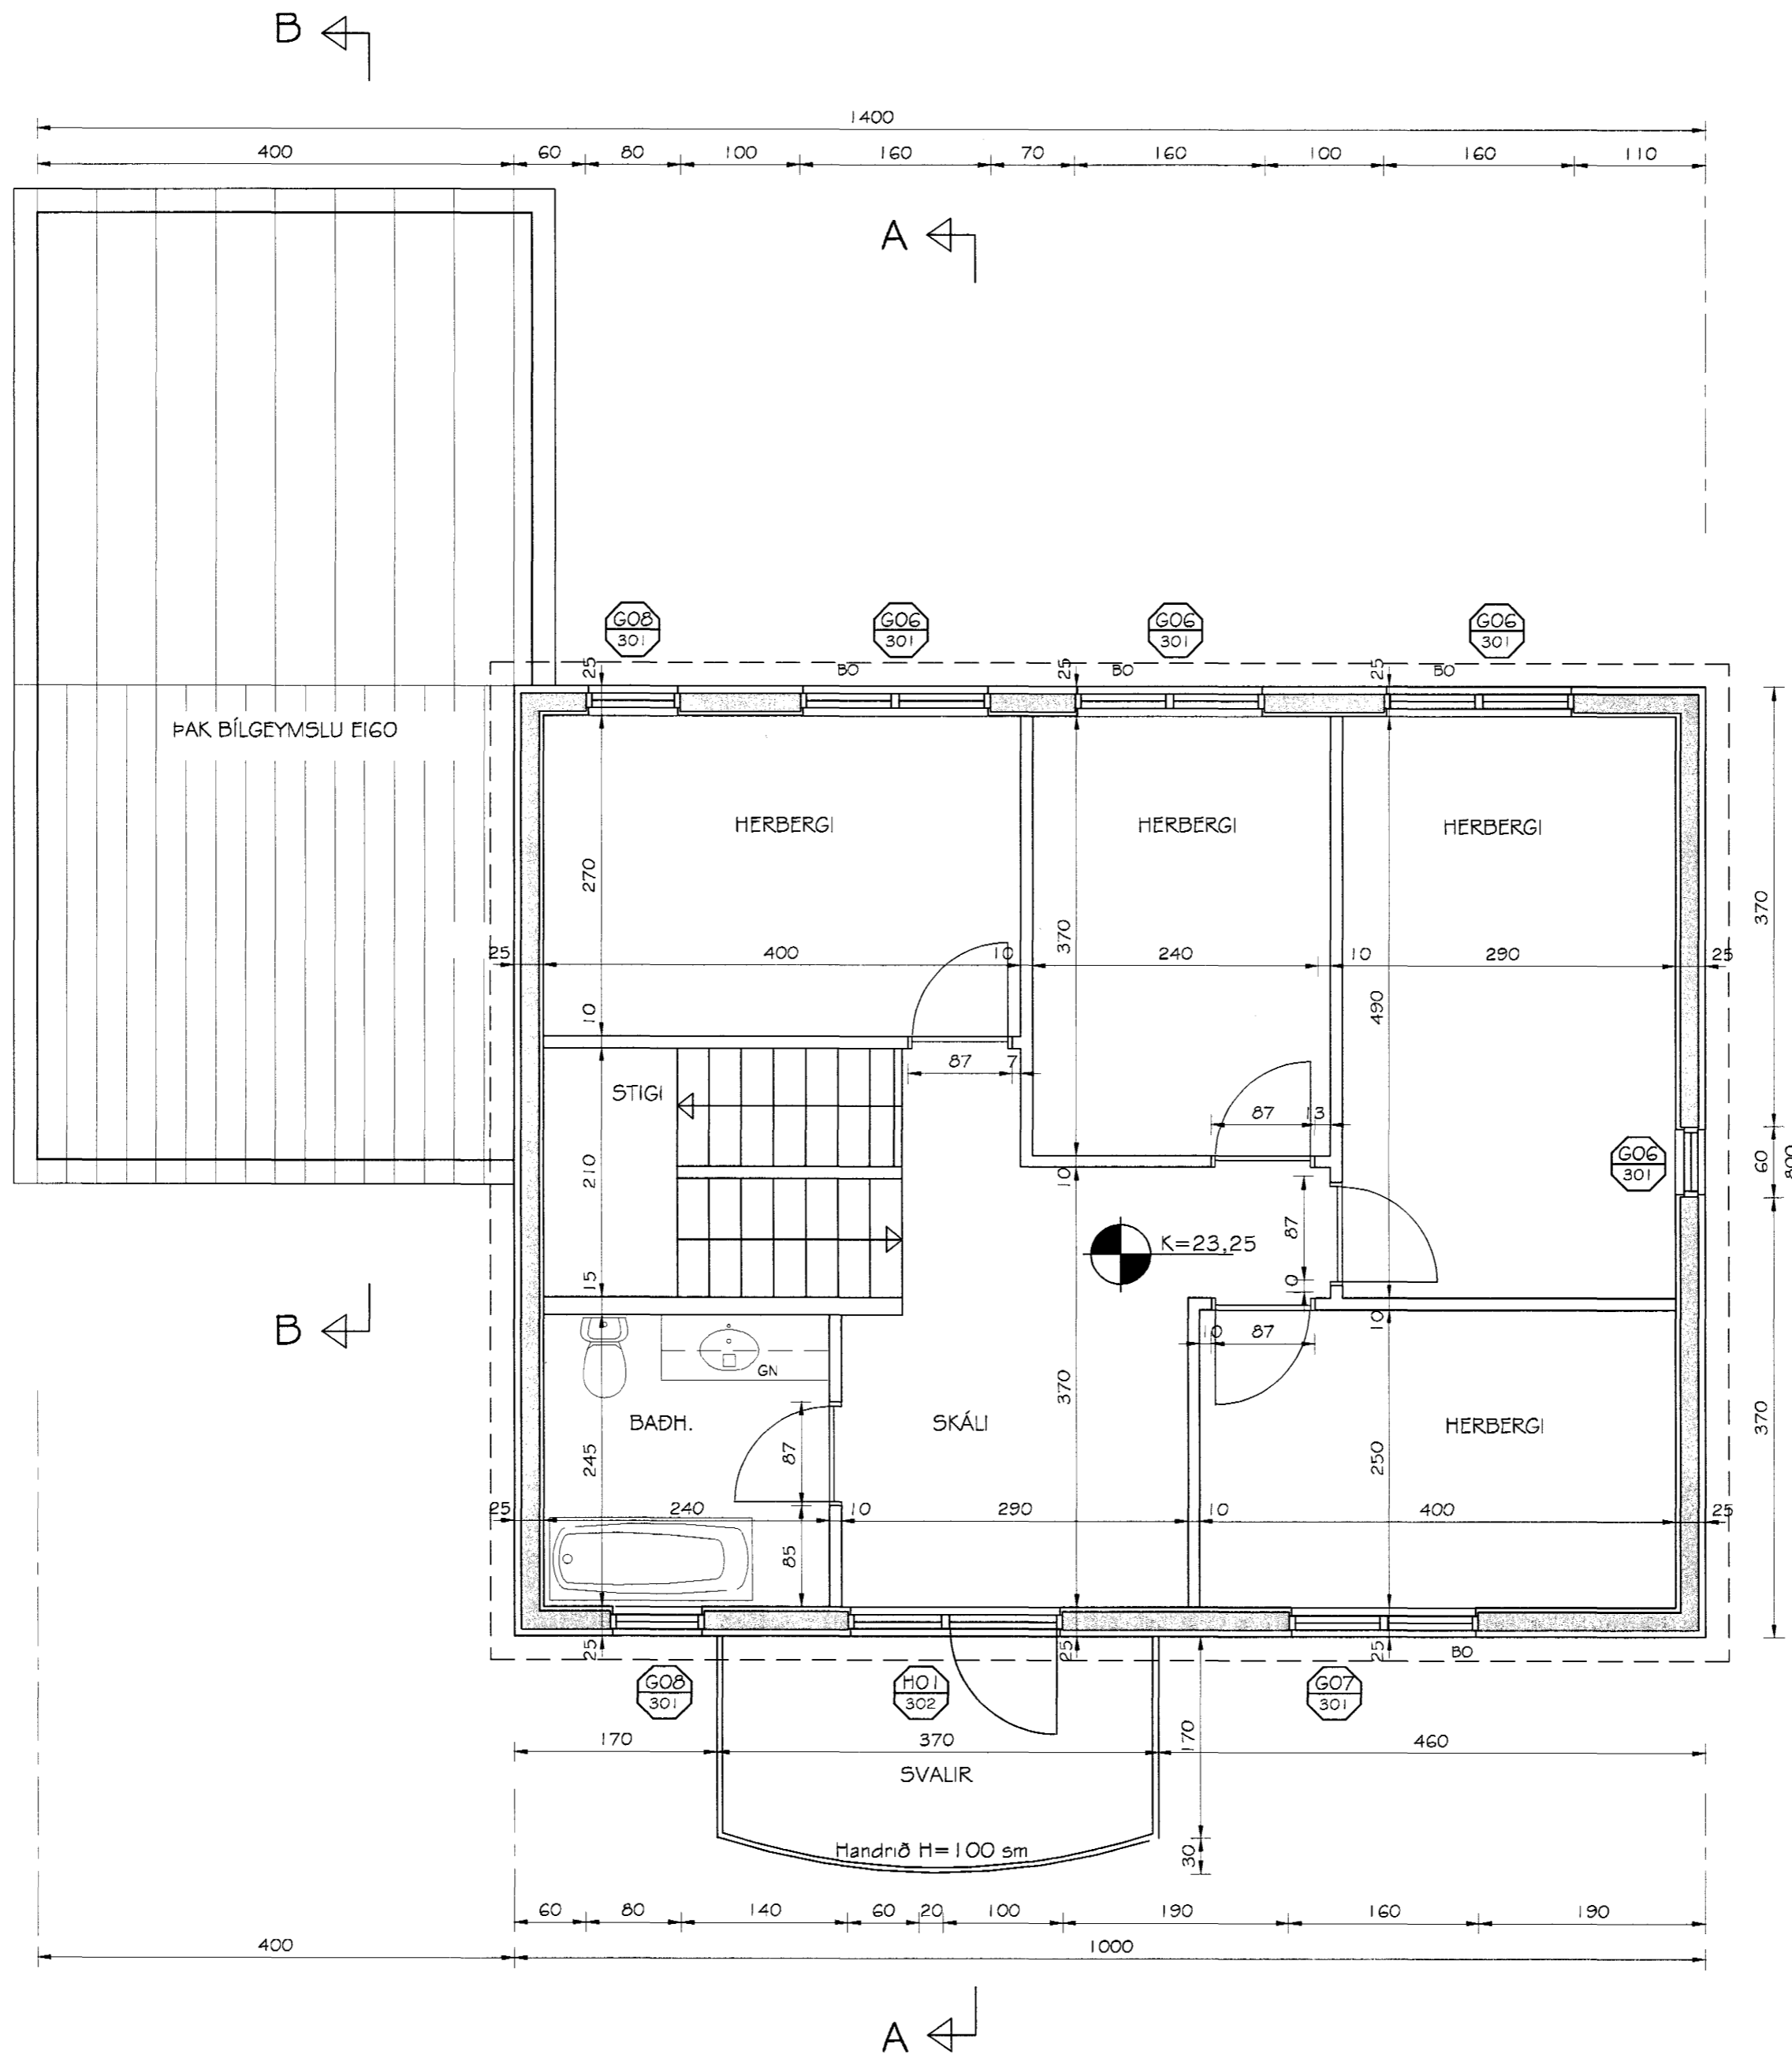 B
1400
400 60 80 100 160 70 160 100 160 110
A
G08 301
G06 301
G06 301
G06 301
25 BO 25 BO 25 BO
ÞAK BÍLGEYMSLU EI60
HERBERGI HERBERGI HERBERGI
270 370 370
25 400 10 240 10 290 25
10 490
87 7
STIGI
87 13
210 10 G06 301 60 800
87
K=23,25
15 10
B
10 87 10
GN
BAÐH. SKÁLI HERBERGI
370 370
245 87 250
25 240 10 290 10 400 25
85
25 25 25 BO
G08 301
H01 302
G07 301
170 370 170 460
SVALIR
Handrið H=100 sm
30
60 80 140 60 20 100 190 160 190
400 1000
A